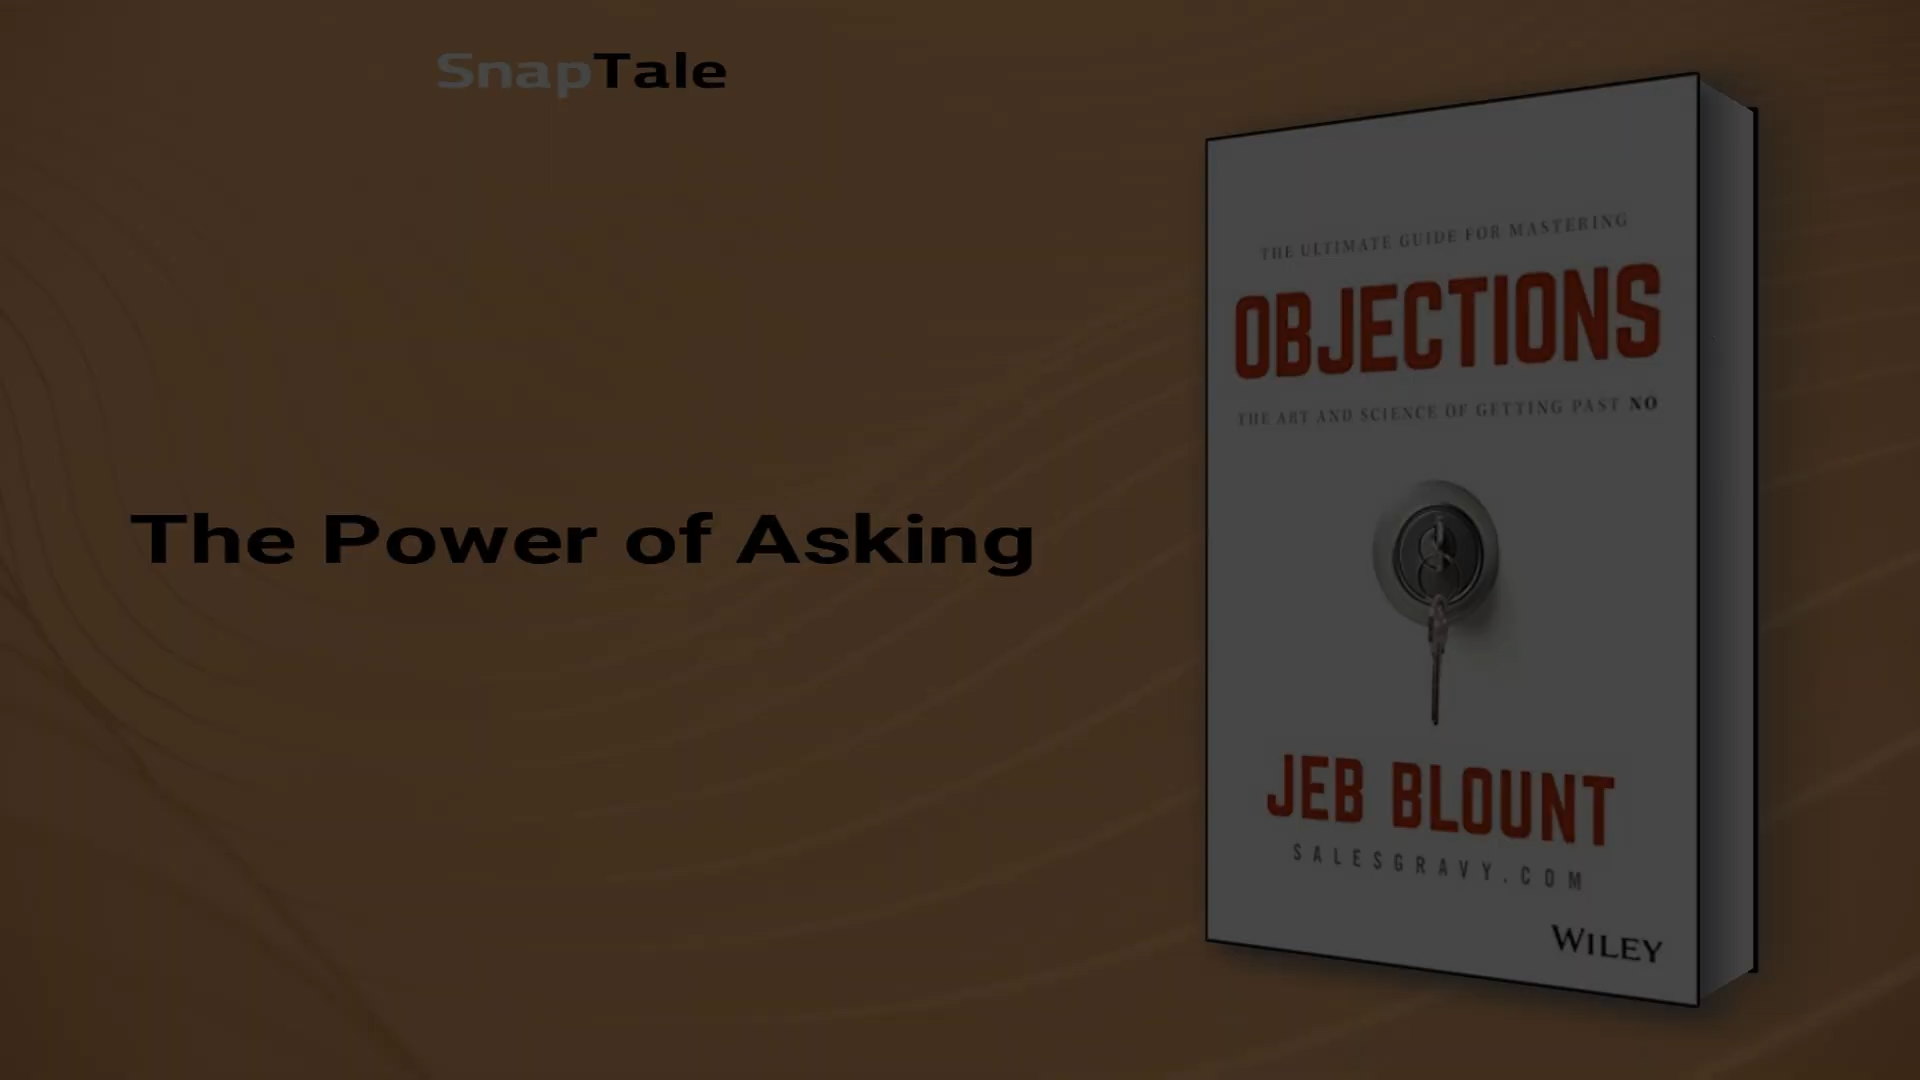 SnapTale
The Power of Asking
THE ULTIMATE GUIDE FOR MASTERING
OBJECTIONS
THE ART AND SCIENCE OF GETTING PAST NO
JEB BLOUNT
SALESGRAVY.COM
WILEY